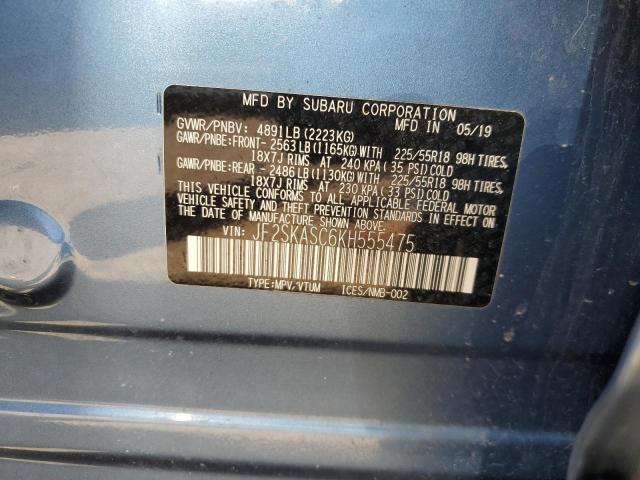 MFD BY SUBARU CORPORATION
MFD IN 05/19
GVWR/PNBV: 4891LB (2223KG)
GAWR/PNBE:FRONT- 2563LB(1165KG)WITH 225/55R18 98H TIRES,
18X7J RIMS AT 240 KPA( 35 PSI)COLD
GAWR/PNBE:REAR - 2486LB(1130KG)WITH 225/55R18 98H TIRES,
18X7J RIMS AT 230 KPA( 33 PSI)COLD
THIS VEHICLE CONFORMS TO ALL APPLICABLE FEDERAL MOTOR
VEHICLE SAFETY AND THEFT PREVENTION STANDARDS IN EFFECT ON
THE DATE OF MANUFACTURE SHOWN ABOVE.
VIN: JF2SKASC6KH555475
TYPE:MPV,VTUM ICES/NMB-002